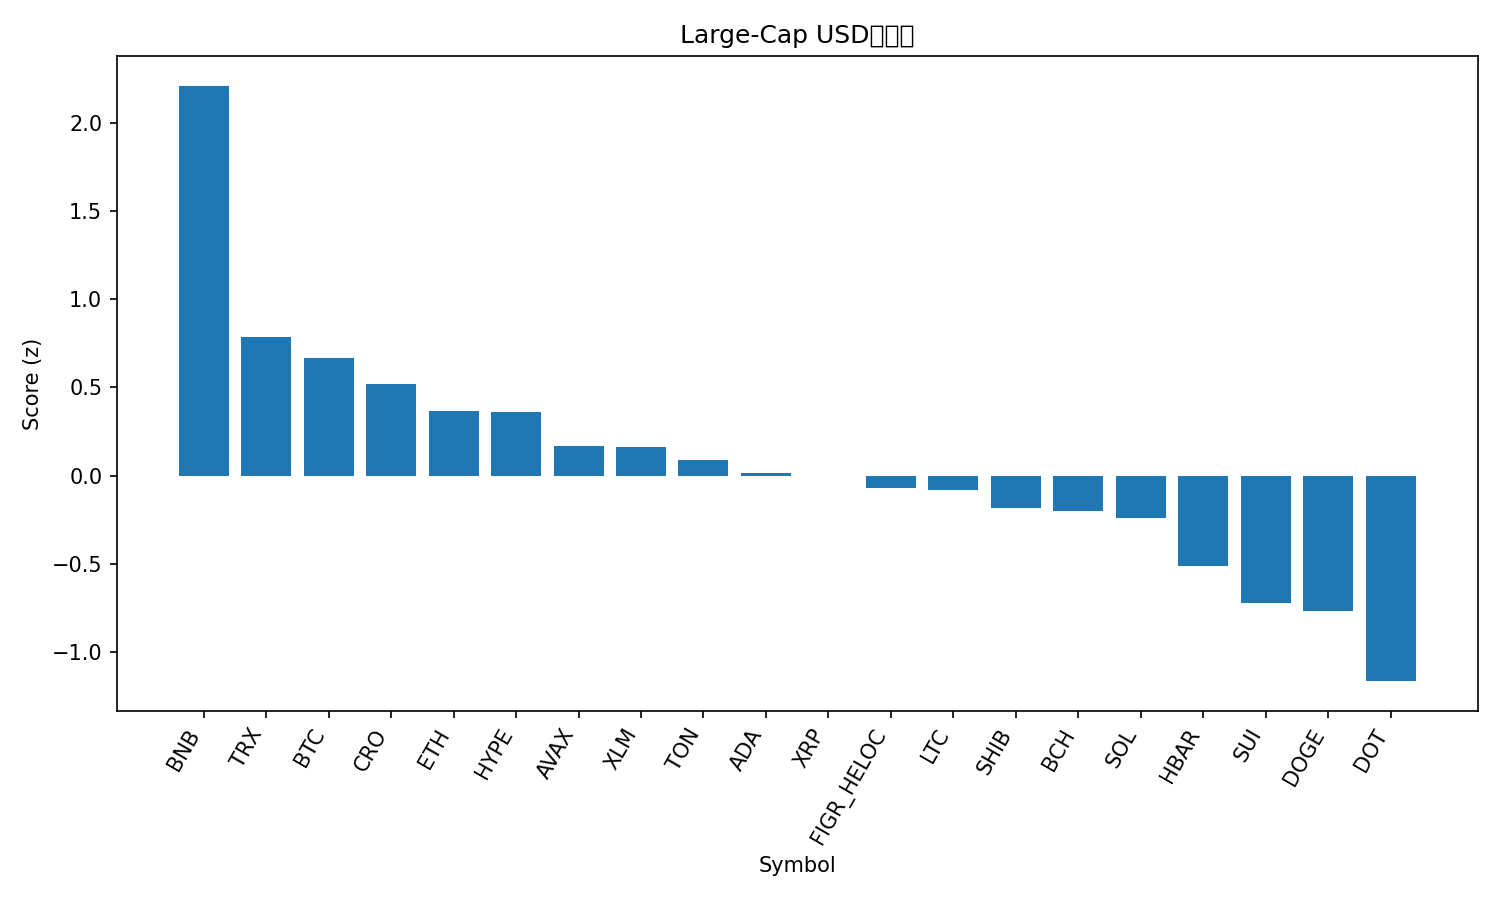 Large-Cap USD
Score (z)
2.0
1.5
1.0
0.5
0.0
−0.5
−1.0
BNB
TRX
BTC
CRO
ETH
HYPE
AVAX
XLM
TON
ADA
XRP
FIGR_HELOC
LTC
SHIB
BCH
SOL
HBAR
SUI
DOGE
DOT
Symbol